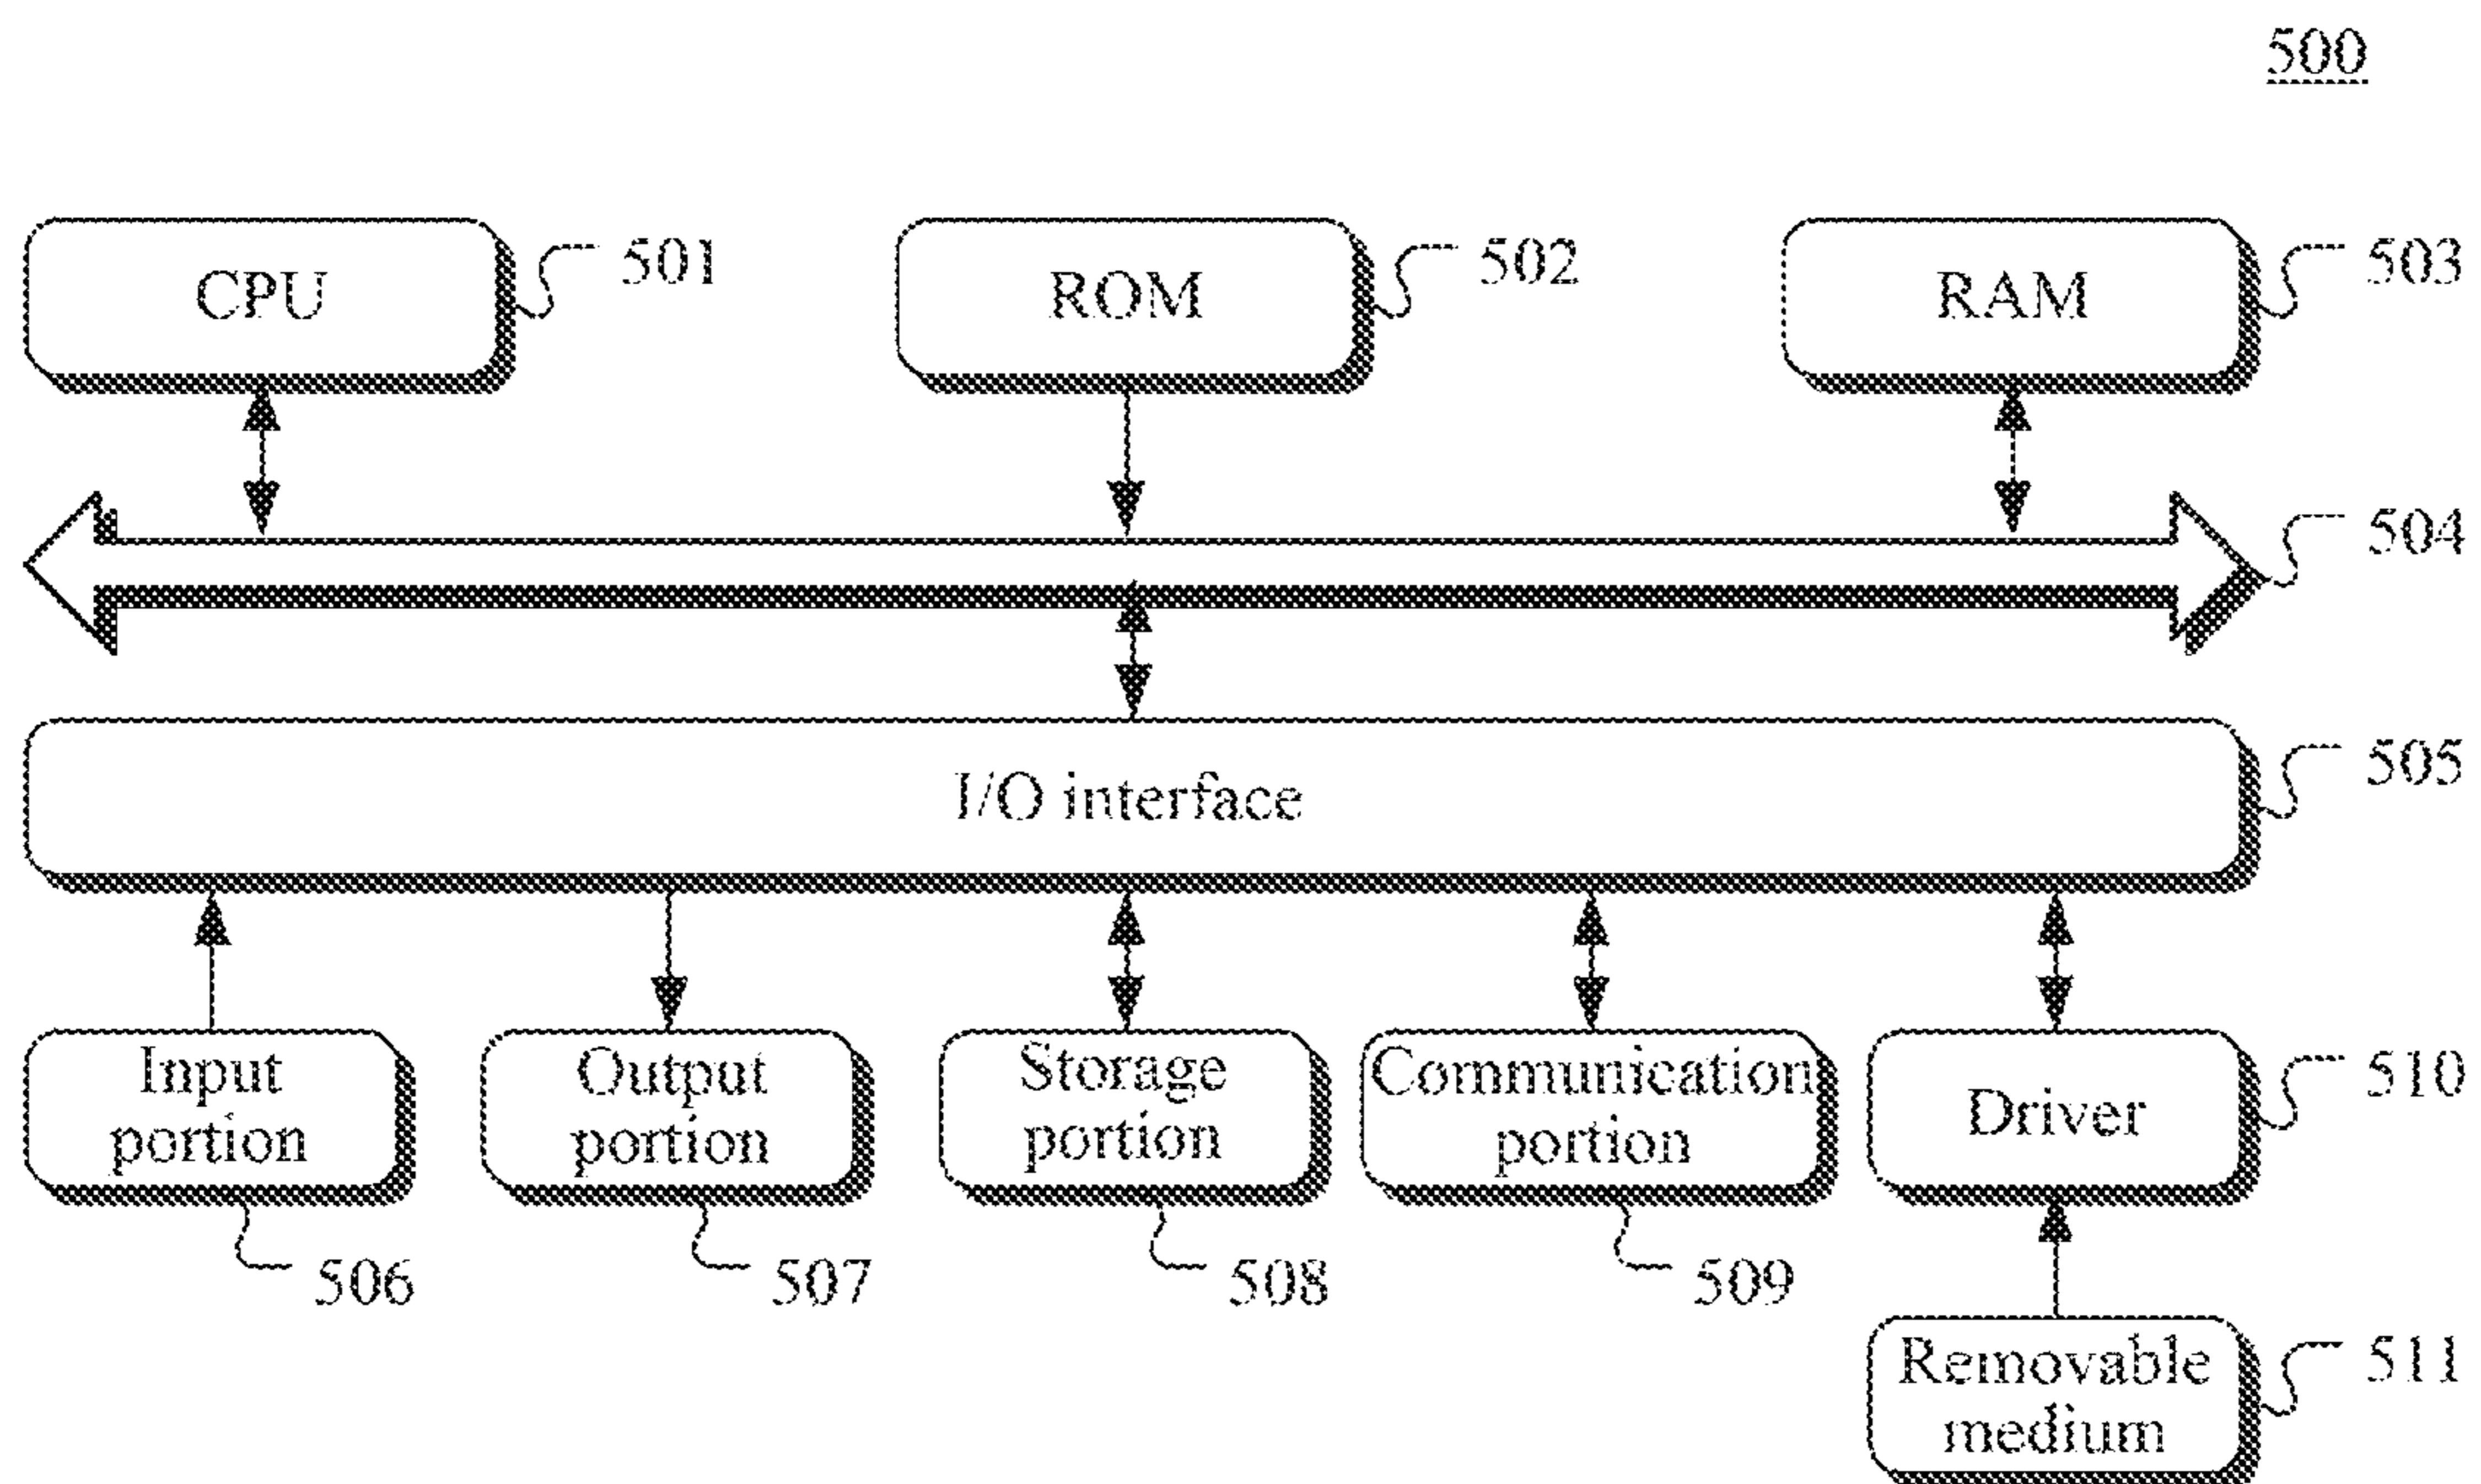 500
CPU
501
ROM
502
RAM
503
504
I/O interface
505
Input
portion
506
Output
portion
507
Storage
portion
508
Communication
portion
509
Driver
510
Removable
medium
511